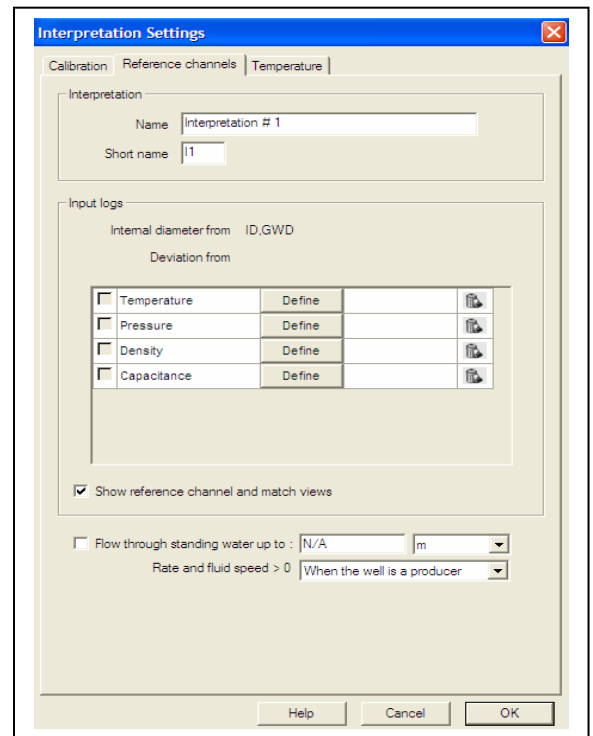 Interpretation Settings
Calibration Reference channels Temperature
Interpretation
Name Interpretation # 1
Short name I1
Input logs
Internal diameter from ID,GWD
Deviation from
Temperature Define
Pressure Define
Density Define
Capacitance Define
Show reference channel and match views
Flow through standing water up to : N/A m
Rate and fluid speed > 0 When the well is a producer
Help Cancel OK